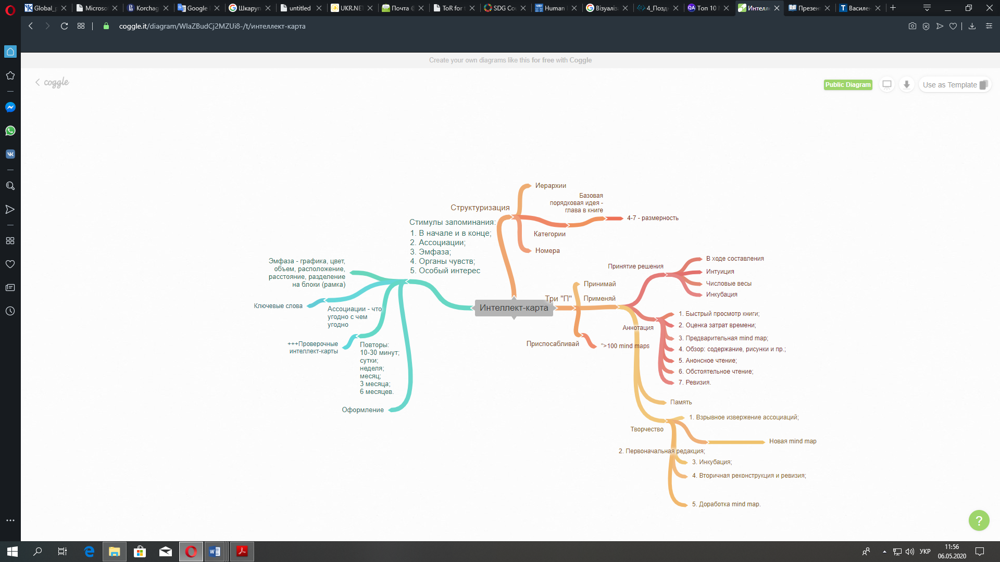 Global_p
Microso
Korchag
Google
Шкаруп
untitled
UKR.NE
Почта @
ToR for
SDG Co
Human
Візуаліз
4_Позд
Топ 10
Интелл
Презен
Василен
coggle.it/diagram/WlaZBudCj2MZUi8-/t/интеллект-карта
Create your own diagrams like this for free with Coggle
coggle
Public Diagram
Use as Template
Иерархии
Базовая
порядковая идея -
глава в книге
Структуризация
4-7 - размерность
Категории
Номера
Стимулы запоминания:
1. В начале и в конце;
2. Ассоциации;
3. Эмфаза;
4. Органы чувств;
5. Особый интерес
Эмфаза - графика, цвет,
объем, расположение,
расстояние, разделение
на блоки (рамка)
Ключевые слова
Ассоциации - что
угодно с чем
угодно
+++Проверочные
интеллект-карты
Повторы:
10-30 минут;
сутки;
неделя;
месяц;
3 месяца;
6 месяцев.
Оформление
Интеллект-карта
Три "П"
Принимай
Применяй
Приспосабливай
">100 mind maps
Принятие решения
В ходе составления
Интуиция
Числовые весы
Инкубация
Аннотация
1. Быстрый просмотр книги;
2. Оценка затрат времени;
3. Предварительная mind map;
4. Обзор: содержание, рисунки и пр.;
5. Анонсное чтение;
6. Обстоятельное чтение;
7. Ревизия.
Память
Творчество
1. Взрывное извержение ассоциаций;
Новая mind map
2. Первоначальная редакция;
3. Инкубация;
4. Вторичная реконструкция и ревизия;
5. Доработка mind map.
?
УКР
11:56
06.05.2020